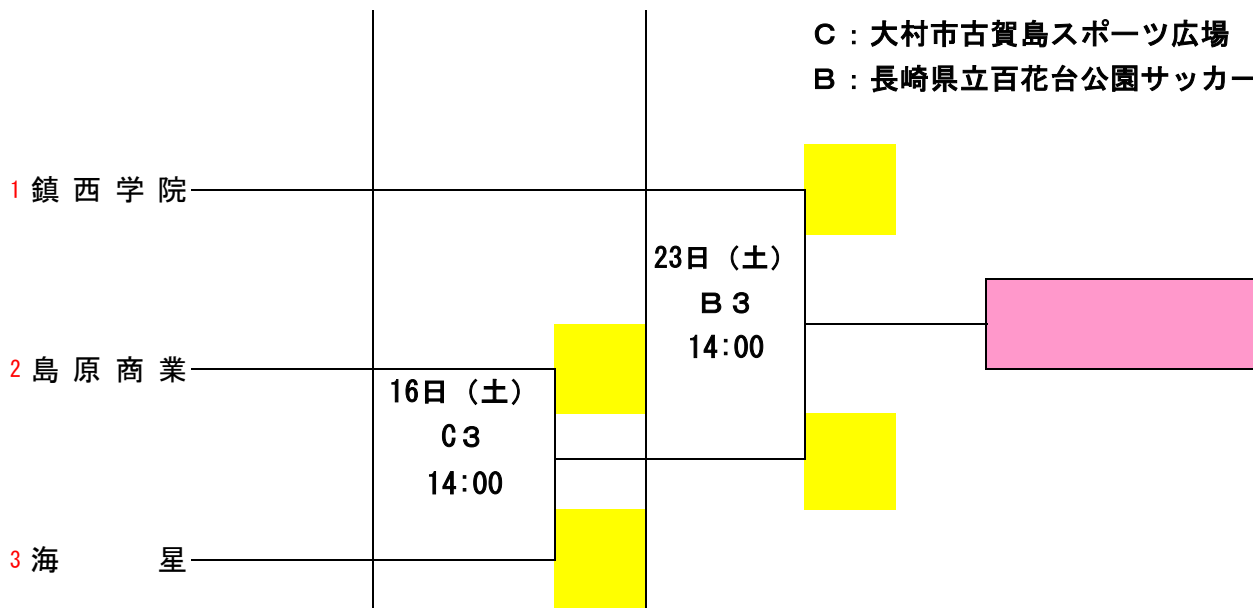 C：大村市古賀島スポーツ広場
B：長崎県立百花台公園サッカー
1 鎮西学院
23日（土）
B3
14:00
2 島原商業
16日（土）
C3
14:00
3 海星